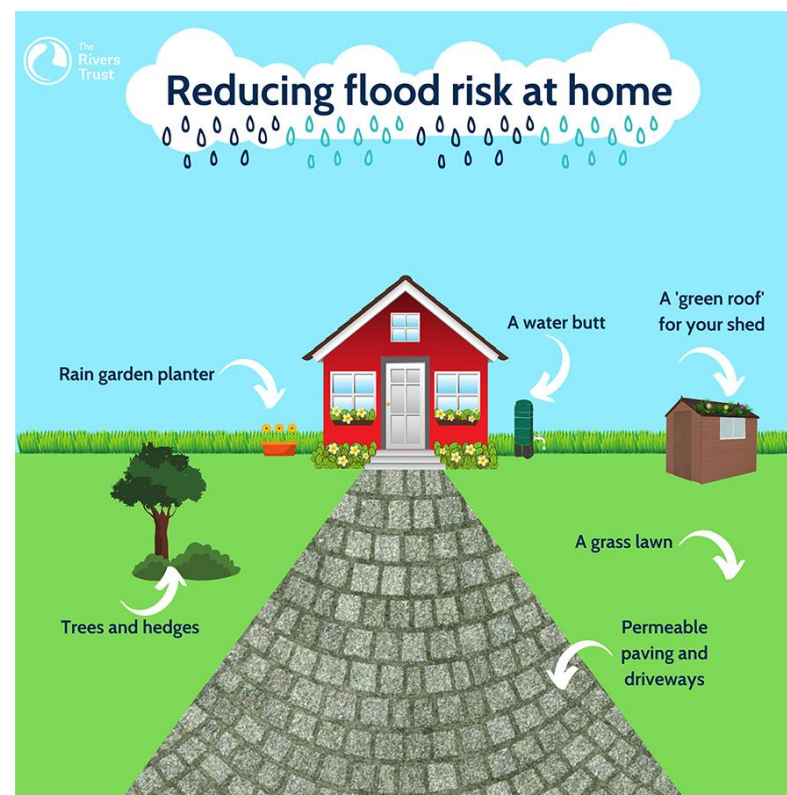 The
Rivers
Trust
Reducing flood risk at home
A water butt
A 'green roof'
for your shed
Rain garden planter
A grass lawn
Trees and hedges
Permeable
paving and
driveways